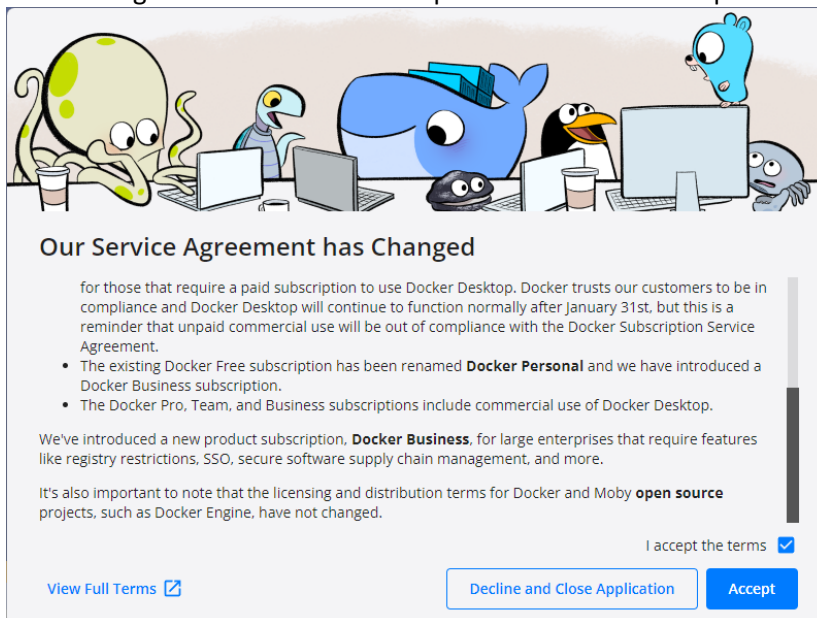 Our Service Agreement has Changed
for those that require a paid subscription to use Docker Desktop. Docker trusts our customers to be in
compliance and Docker Desktop will continue to function normally after January 31st, but this is a
reminder that unpaid commercial use will be out of compliance with the Docker Subscription Service
Agreement.
• The existing Docker Free subscription has been renamed Docker Personal and we have introduced a
Docker Business subscription.
• The Docker Pro, Team, and Business subscriptions include commercial use of Docker Desktop.
We've introduced a new product subscription, Docker Business, for large enterprises that require features
like registry restrictions, SSO, secure software supply chain management, and more.
It's also important to note that the licensing and distribution terms for Docker and Moby open source
projects, such as Docker Engine, have not changed.
I accept the terms
View Full Terms
Decline and Close Application
Accept